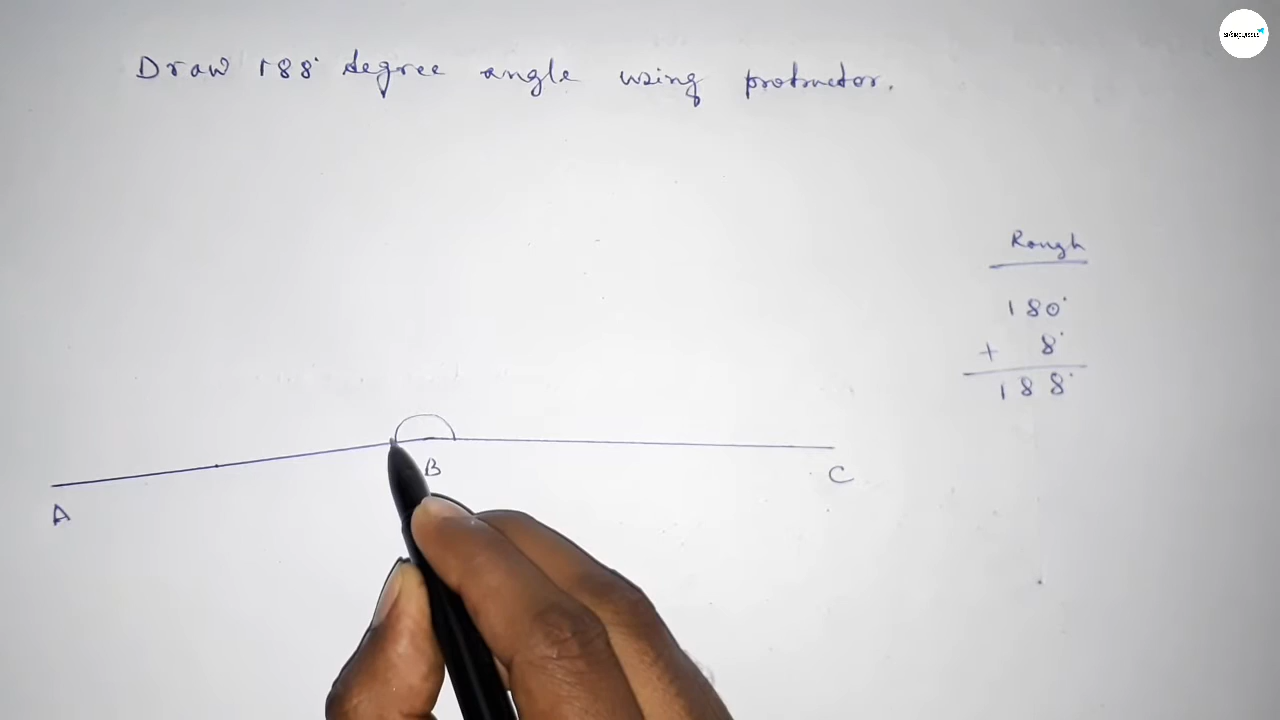 Draw 188° degree angle using protractor.
Rough
180°
+ 8°
188°
B
C
A